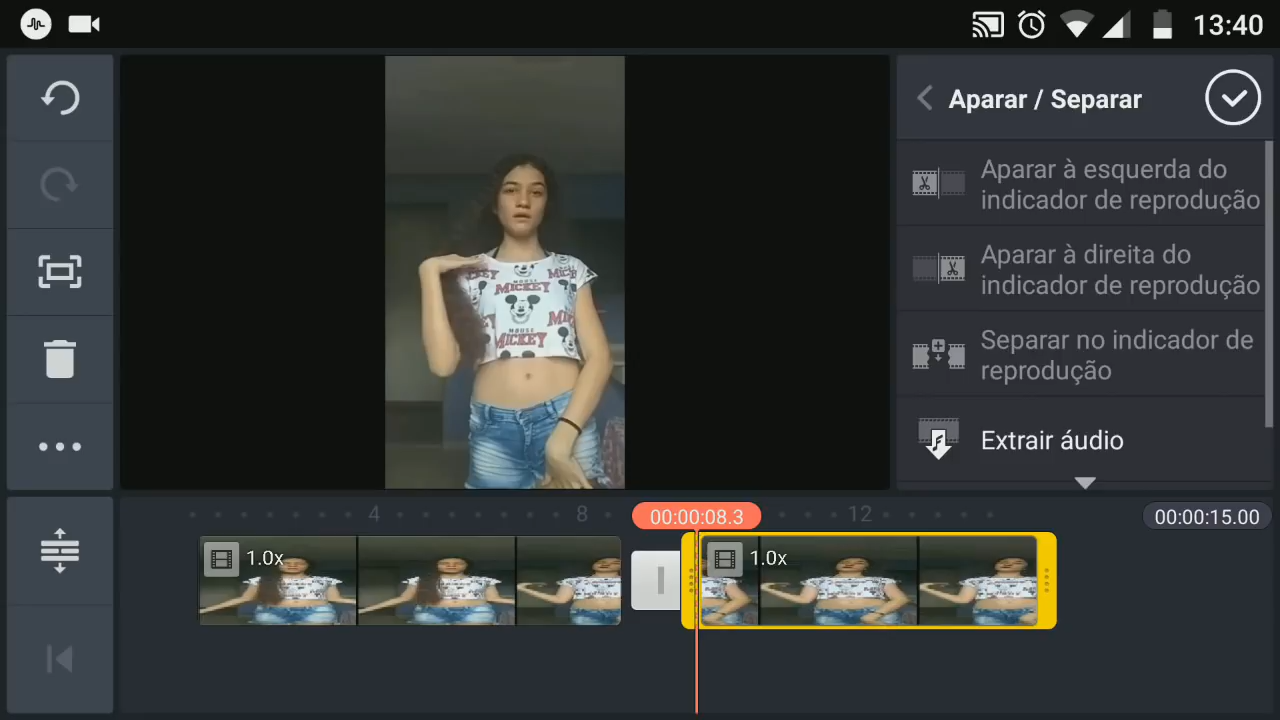 13:40
Aparar / Separar
Aparar à esquerda do
indicador de reprodução
Aparar à direita do
indicador de reprodução
Separar no indicador de
reprodução
Extrair áudio
MICKEY
MOUSE
MICKEY
4
8
00:00:08.3
12
00:00:15.00
1.0x
1.0x